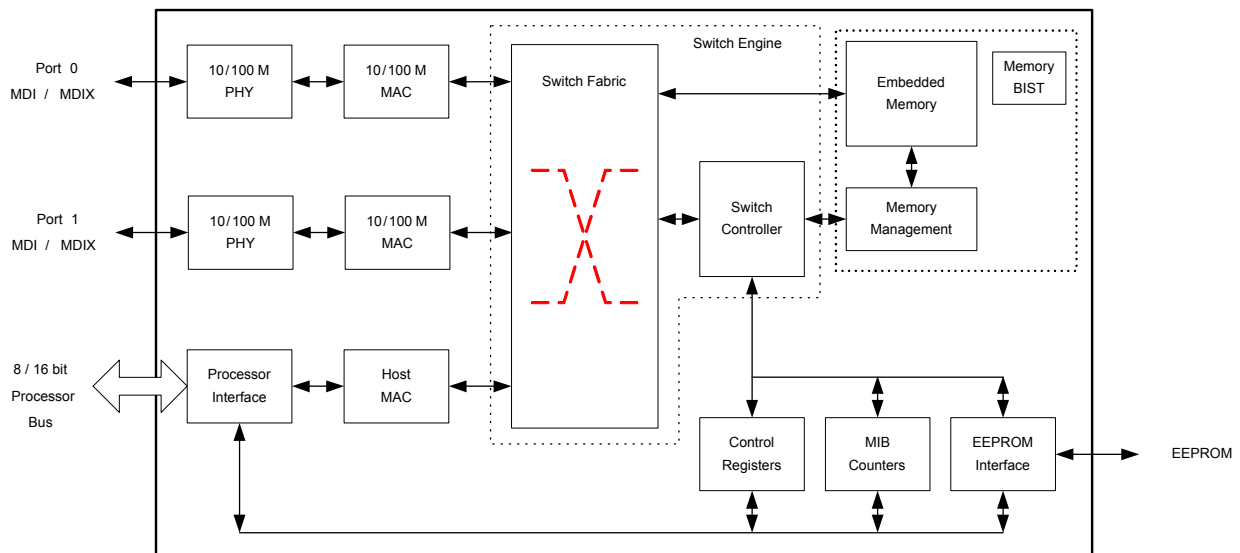 Switch Engine
Port 0
MDI / MDIX
10/100 M
PHY
10/100 M
MAC
Switch Fabric
Embedded
Memory
Memory
BIST
Port 1
MDI / MDIX
10/100 M
PHY
10/100 M
MAC
Switch
Controller
Memory
Management
8 / 16 bit
Processor
Bus
Processor
Interface
Host
MAC
Control
Registers
MIB
Counters
EEPROM
Interface
EEPROM